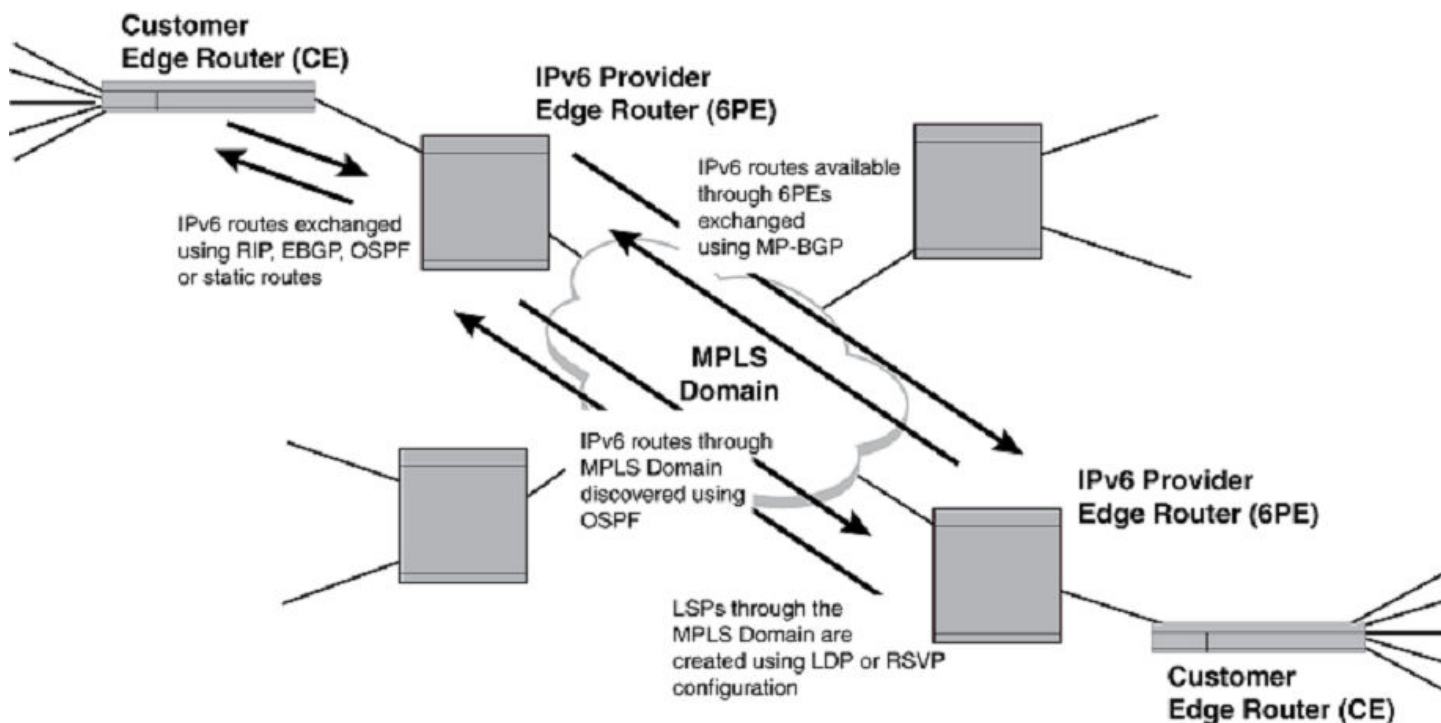 Customer
Edge Router (CE)
IPv6 Provider
Edge Router (6PE)
IPv6 routes available
through 6PEs
exchanged
using MP-BGP
IPv6 routes exchanged
using RIP, EBGP, OSPF
or static routes
MPLS
Domain
IPv6 routes through
MPLS Domain
discovered using
OSPF
IPv6 Provider
Edge Router (6PE)
LSPs through the
MPLS Domain are
created using LDP or RSVP
configuration
Customer
Edge Router (CE)